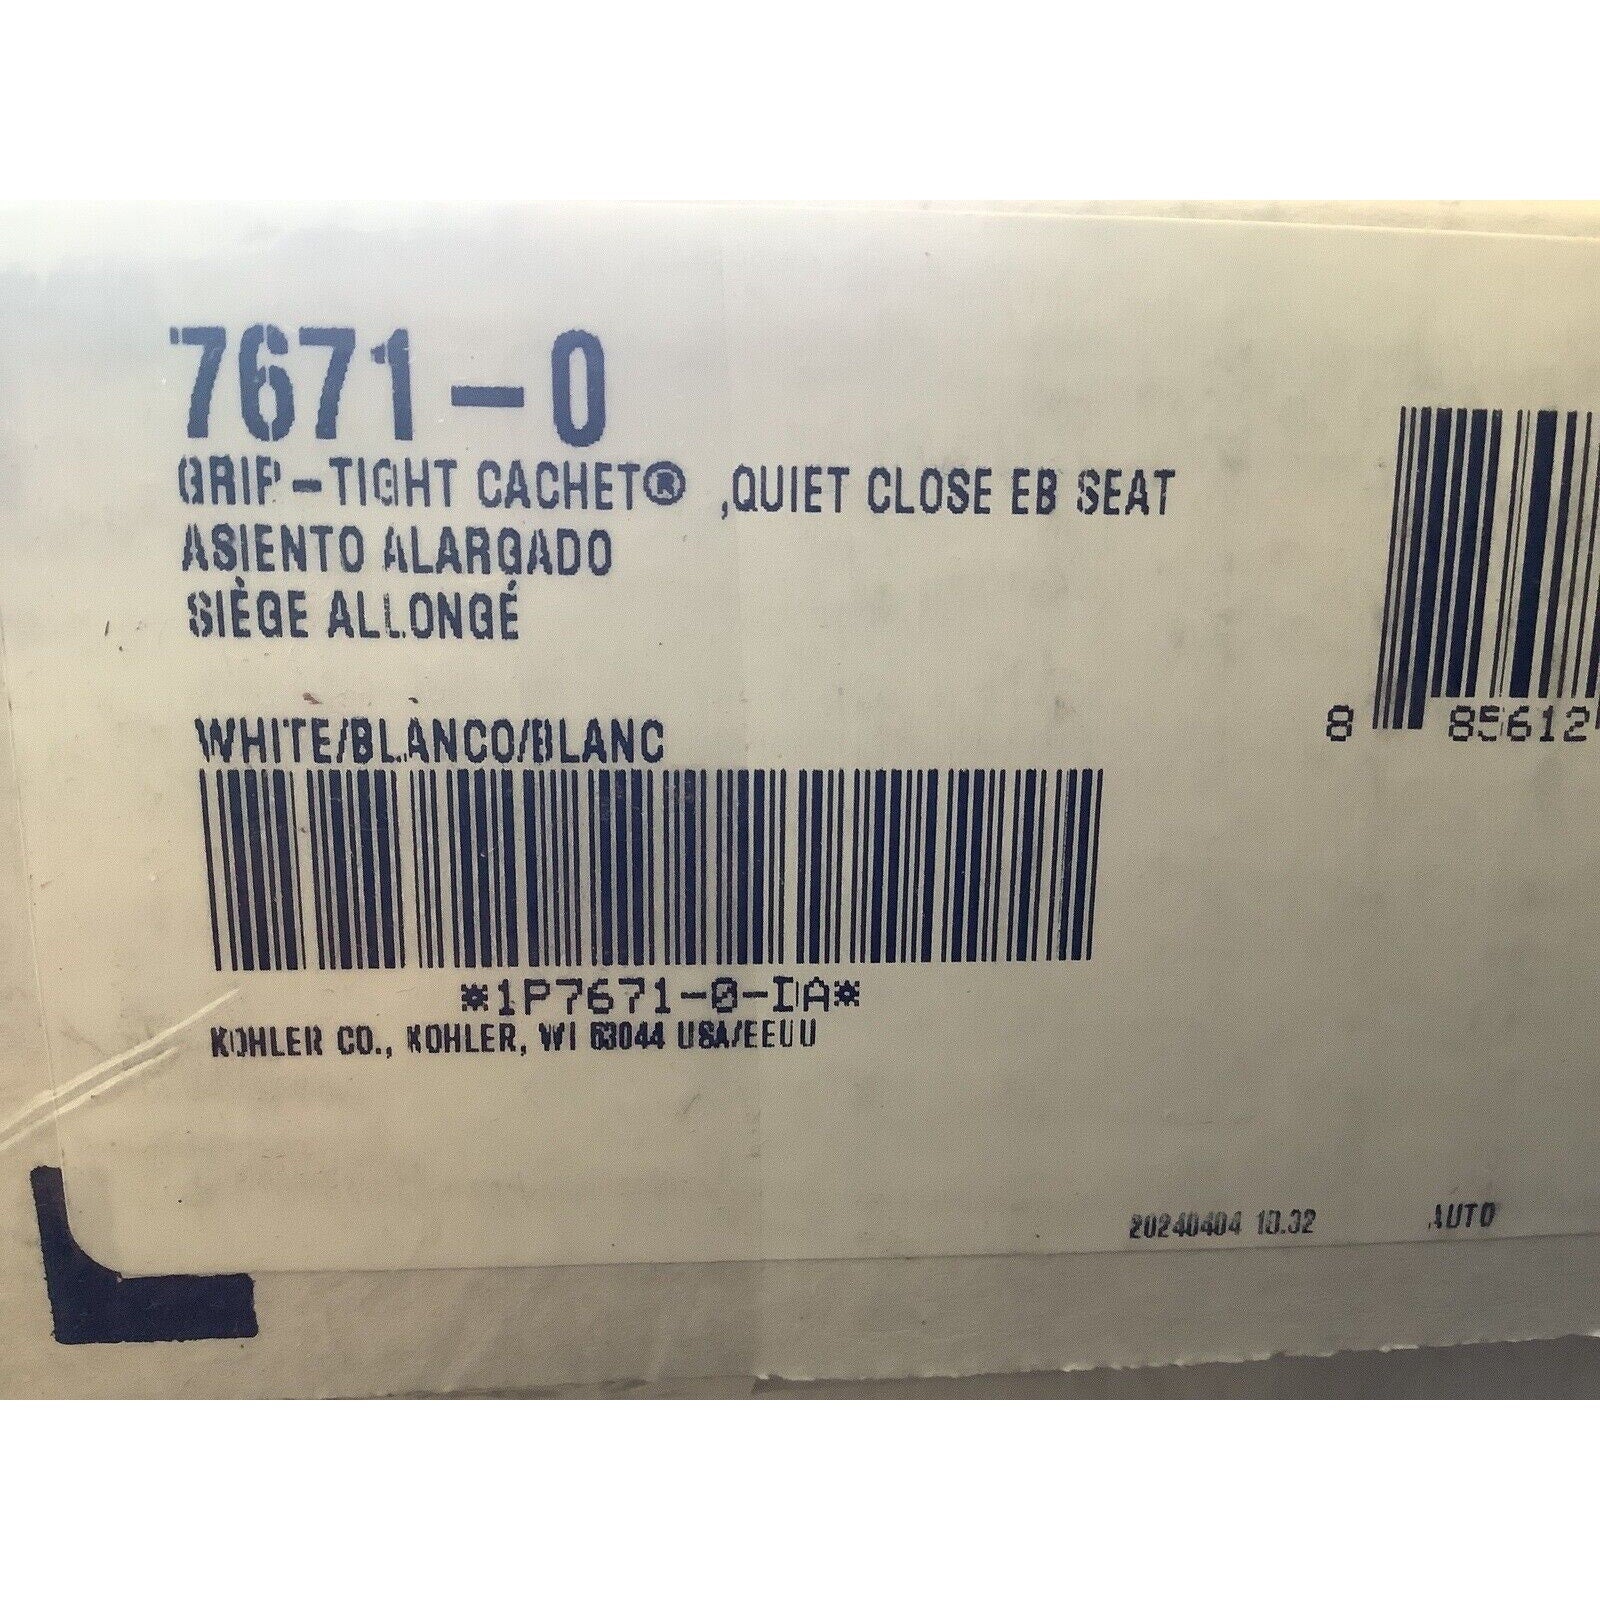 7671-0
GRIP-TIGHT CACHET® ,QUIET CLOSE EB SEAT
ASIENTO ALARGADO
SIÈGE ALLONGÉ
WHITE/BLANCO/BLANC
*1P7671-0-DA*
KOHLER CO., KOHLER, WI 53044 USA/EEUU
8 85612
20240404 10.32 AUTO